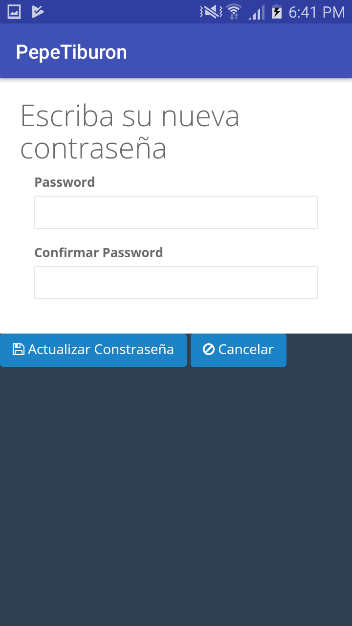 6:41 PM
PepeTiburon
Escriba su nueva
contraseña
Password
Confirmar Password
Actualizar Constraseña
Cancelar